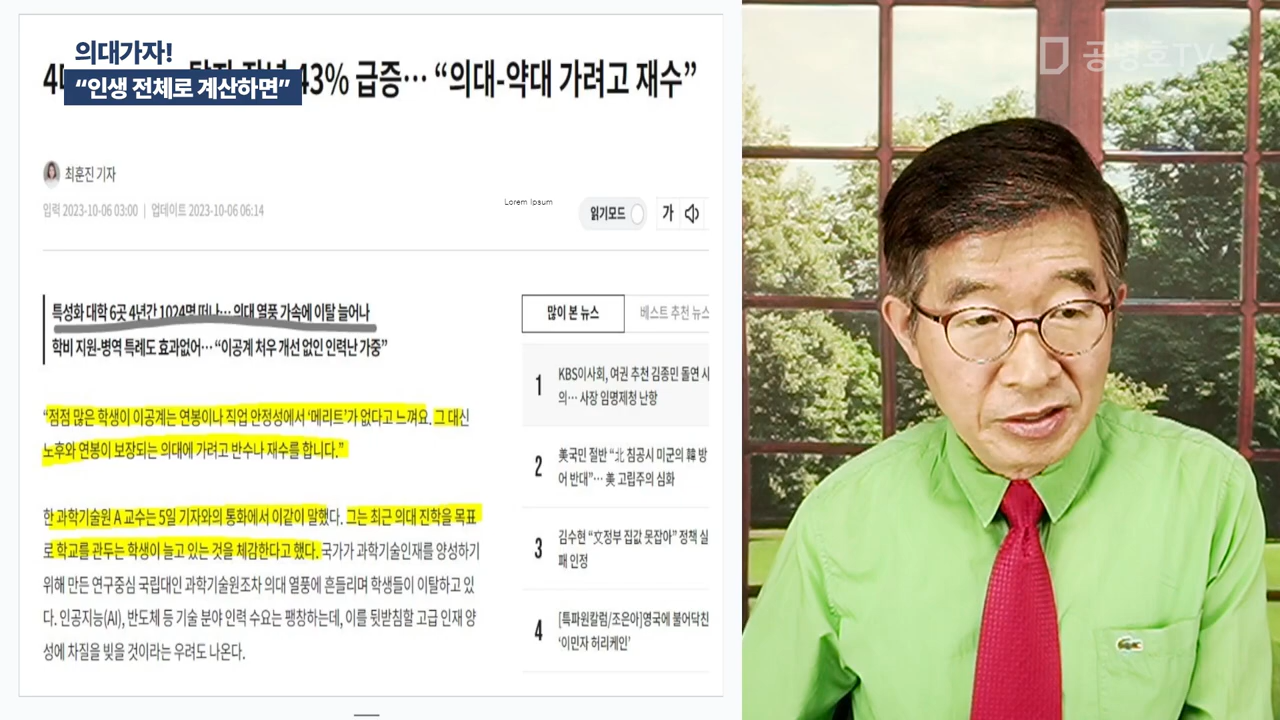 의대가자!
“인생 전체로 계산하면”
43% 급증… “의대-약대 가려고 재수”
최훈진 기자
입력 2023-10-06 03:00 | 업데이트 2023-10-06 06:14
Lorem Ipsum
읽기모드
가
특성화 대학 6곳 4년간 1024명 떠나… 의대 열풍 가속에 이탈 늘어나
학비 지원-병역 특례도 효과없어… “이공계 처우 개선 없인 인력난 가중”
“점점 많은 학생이 이공계는 연봉이나 직업 안정성에서 ‘메리트’가 없다고 느껴요. 그 대신
노후와 연봉이 보장되는 의대에 가려고 반수나 재수를 합니다.”
한 과학기술원 A 교수는 5일 기자와의 통화에서 이같이 말했다. 그는 최근 의대 진학을 목표
로 학교를 관두는 학생이 늘고 있는 것을 체감한다고 했다. 국가가 과학기술인재를 양성하기
위해 만든 연구중심 국립대인 과학기술원조차 의대 열풍에 흔들리며 학생들이 이탈하고 있
다. 인공지능(AI), 반도체 등 기술 분야 인력 수요는 팽창하는데, 이를 뒷받침할 고급 인재 양
성에 차질을 빚을 것이라는 우려도 나온다.
많이 본 뉴스
베스트 추천 뉴스
1
KBS이사회, 여권 추천 김종민 돌연 사
의… 사장 임명제청 난항
2
美국민 절반 “北 침공시 미군의 韓 방
어 반대”… 美 고립주의 심화
3
김수현 “文정부 집값 못잡아” 정책 실
패 인정
4
[특파원칼럼/조은아]영국에 불어닥친
‘이민자 허리케인’
공병호TV